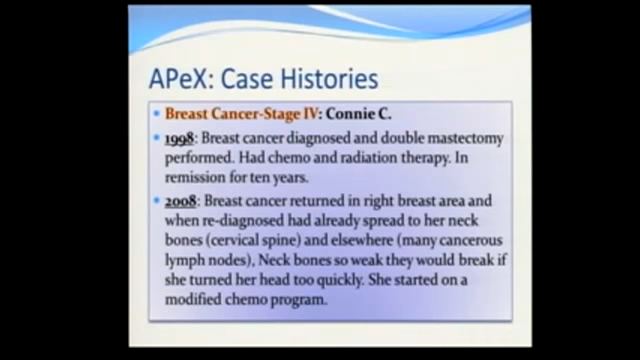 APeX: Case Histories
• Breast Cancer-Stage IV: Connie C.
• 1998: Breast cancer diagnosed and double mastectomy
performed. Had chemo and radiation therapy. In
remission for ten years.
• 2008: Breast cancer returned in right breast area and
when re-diagnosed had already spread to her neck
bones (cervical spine) and elsewhere (many cancerous
lymph nodes), Neck bones so weak they would break if
she turned her head too quickly. She started on a
modified chemo program.